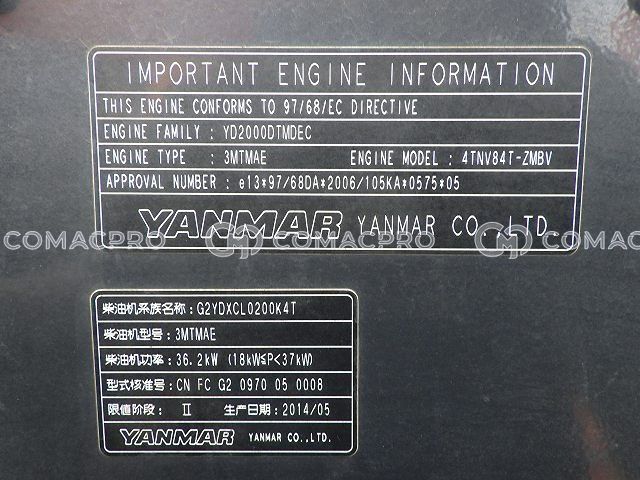 IMPORTANT ENGINE INFORMATION
THIS ENGINE CONFORMS TO 97/68/EC DIRECTIVE
ENGINE FAMILY : YD2000DTMDEC
ENGINE TYPE : 3MTMAE ENGINE MODEL : 4TNV84T-ZMBV
APPROVAL NUMBER : e13*97/68DA*2006/105KA*0575*05
YANMAR YANMAR CO.,LTD.
COMACPRO COMACPRO COMACPRO
柴油机系族名称: G2YDXCL0200K4T
柴油机型号: 3MTMAE
柴油机功率: 36.2kW (18kW≦P<37kW)
型式核准号: CN FC G2 0970 05 0008
限值阶段: Ⅱ 生产日期: 2014/05
YANMAR YANMAR CO.,LTD.